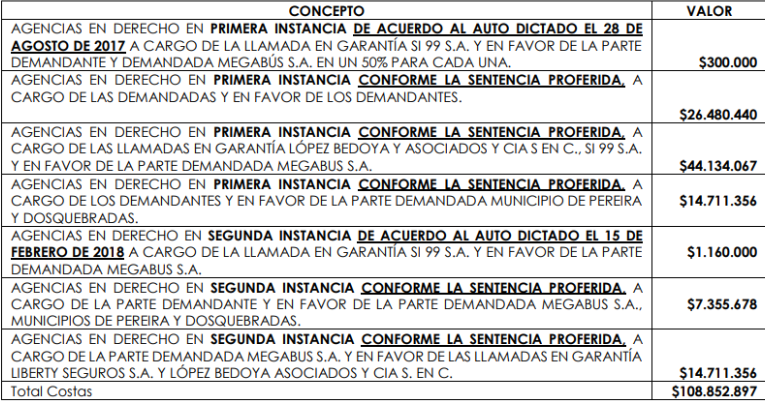 CONCEPTO VALOR
AGENCIAS EN DERECHO EN PRIMERA INSTANCIA DE ACUERDO AL AUTO DICTADO EL 28 DE
AGOSTO DE 2017 A CARGO DE LA LLAMADA EN GARANTÍA SI 99 S.A. Y EN FAVOR DE LA PARTE
DEMANDANTE Y DEMANDADA MEGABÚS S.A. EN UN 50% PARA CADA UNA. $300.000
AGENCIAS EN DERECHO EN PRIMERA INSTANCIA CONFORME LA SENTENCIA PROFERIDA, A
CARGO DE LAS DEMANDADAS Y EN FAVOR DE LOS DEMANDANTES.
$26.480.440
AGENCIAS EN DERECHO EN PRIMERA INSTANCIA CONFORME LA SENTENCIA PROFERIDA, A
CARGO DE LAS LLAMADAS EN GARANTÍA LÓPEZ BEDOYA Y ASOCIADOS Y CIA S EN C., SI 99 S.A.
Y EN FAVOR DE LA PARTE DEMANDADA MEGABUS S.A. $44.134.067
AGENCIAS EN DERECHO EN PRIMERA INSTANCIA CONFORME LA SENTENCIA PROFERIDA, A
CARGO DE LOS DEMANDANTES Y EN FAVOR DE LA PARTE DEMANDADA MUNICIPIO DE PEREIRA $14.711.356
Y DOSQUEBRADAS.
AGENCIAS EN DERECHO EN SEGUNDA INSTANCIA DE ACUERDO AL AUTO DICTADO EL 15 DE
FEBRERO DE 2018 A CARGO DE LA LLAMADA EN GARANTÍA SI 99 S.A. Y EN FAVOR DE LA PARTE $1.160.000
DEMANDADA MEGABUS S.A.
AGENCIAS EN DERECHO EN SEGUNDA INSTANCIA CONFORME LA SENTENCIA PROFERIDA, A
CARGO DE LA PARTE DEMANDANTE Y EN FAVOR DE LA PARTE DEMANDADA MEGABUS S.A., $7.355.678
MUNICIPIOS DE PEREIRA Y DOSQUEBRADAS.
AGENCIAS EN DERECHO EN SEGUNDA INSTANCIA CONFORME LA SENTENCIA PROFERIDA, A
CARGO DE LA PARTE DEMANDADA MEGABUS S.A. Y EN FAVOR DE LAS LLAMADAS EN GARANTÍA
LIBERTY SEGUROS S.A. Y LÓPEZ BEDOYA ASOCIADOS Y CIA S. EN C. $14.711.356
Total Costas $108.852.897